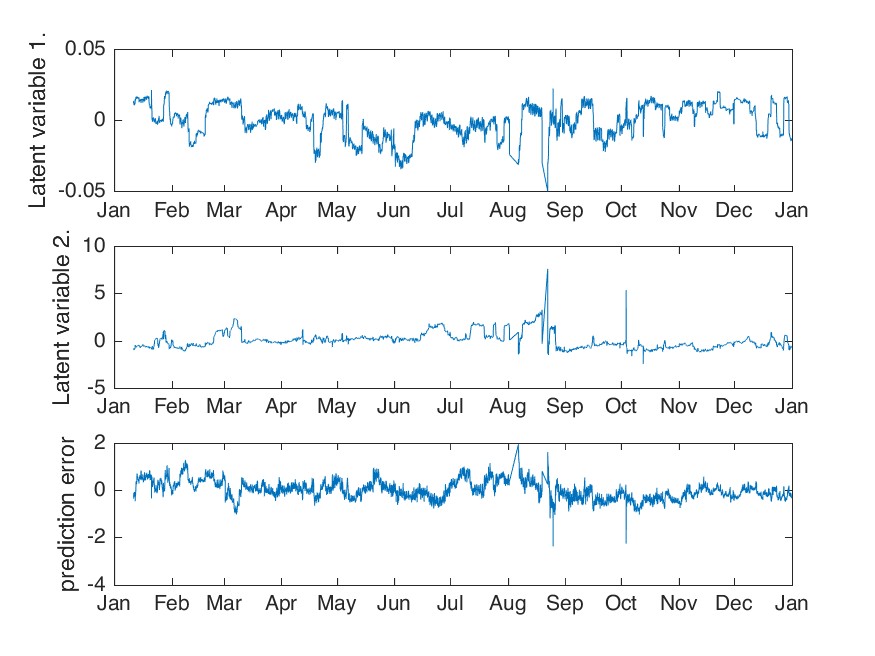 Latent variable 1.
0.05
0
-0.05
Jan Feb Mar Apr May Jun Jul Aug Sep Oct Nov Dec Jan
Latent variable 2.
10
5
0
-5
Jan Feb Mar Apr May Jun Jul Aug Sep Oct Nov Dec Jan
prediction error
2
0
-2
-4
Jan Feb Mar Apr May Jun Jul Aug Sep Oct Nov Dec Jan